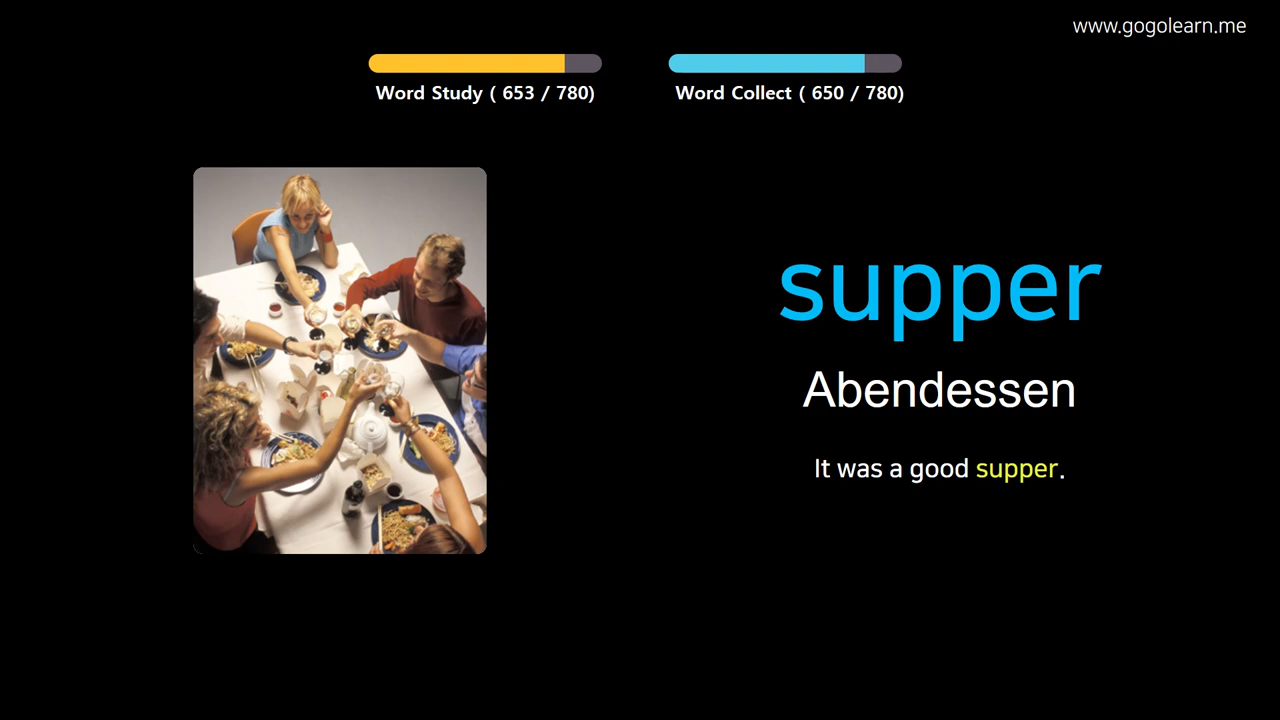 www.gogolearn.me
Word Study ( 653 / 780)
Word Collect ( 650 / 780)
supper
Abendessen
It was a good supper.